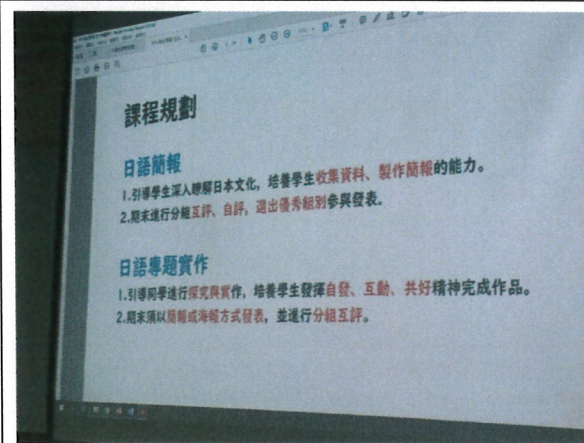 課程規劃
日語簡報
1.引導學生深入瞭解日本文化，培養學生收集資料、製作簡報的能力。
2.期末進行分組互評、自評，選出優秀組別參與發表。
日語專題實作
1.引導同學進行探究與實作，培養學生發揮自發、互動、共好精神完成作品。
2.期末須以簡報或海報方式發表，並進行分組互評。